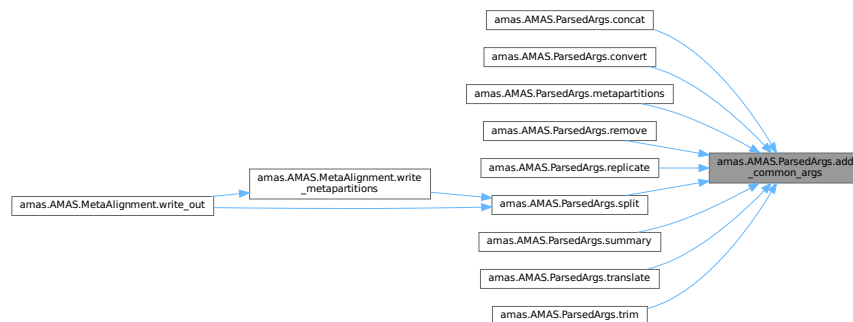 amas.AMAS.ParsedArgs.concat
amas.AMAS.ParsedArgs.convert
amas.AMAS.ParsedArgs.metapartitions
amas.AMAS.ParsedArgs.remove
amas.AMAS.ParsedArgs.add
_common_args
amas.AMAS.ParsedArgs.replicate
amas.AMAS.MetaAlignment.write
_metapartitions
amas.AMAS.MetaAlignment.write_out
amas.AMAS.ParsedArgs.split
amas.AMAS.ParsedArgs.summary
amas.AMAS.ParsedArgs.translate
amas.AMAS.ParsedArgs.trim